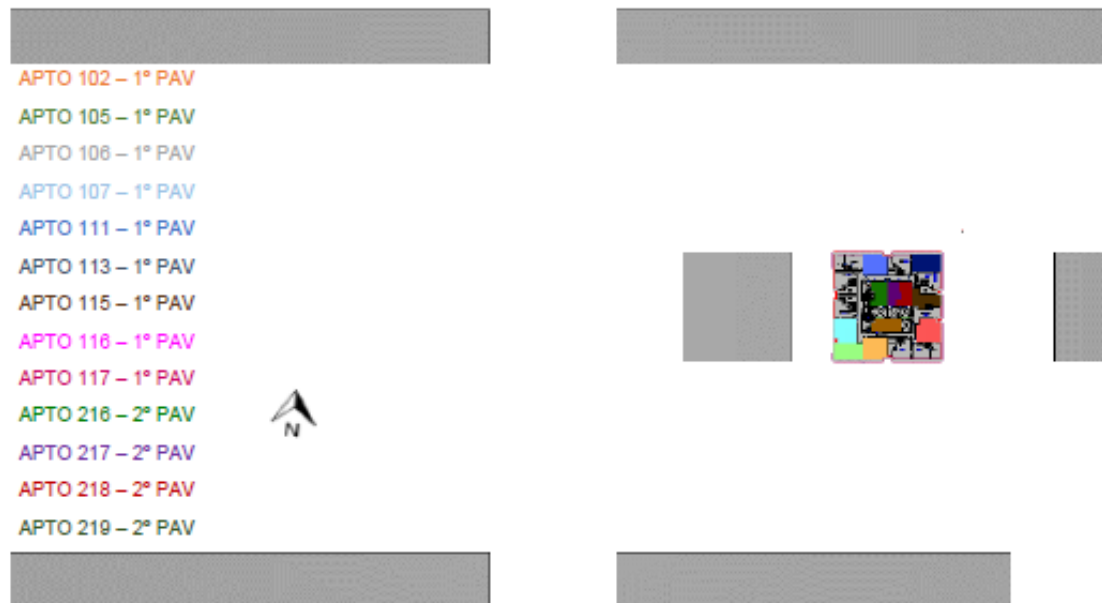 APTO 102 – 1º PAV
APTO 105 – 1º PAV
APTO 106 – 1º PAV
APTO 107 – 1º PAV
APTO 111 – 1º PAV
APTO 113 – 1º PAV
APTO 115 – 1º PAV
APTO 116 – 1º PAV
APTO 117 – 1º PAV
APTO 216 – 2º PAV
N
APTO 217 – 2º PAV
APTO 218 – 2º PAV
APTO 219 – 2º PAV